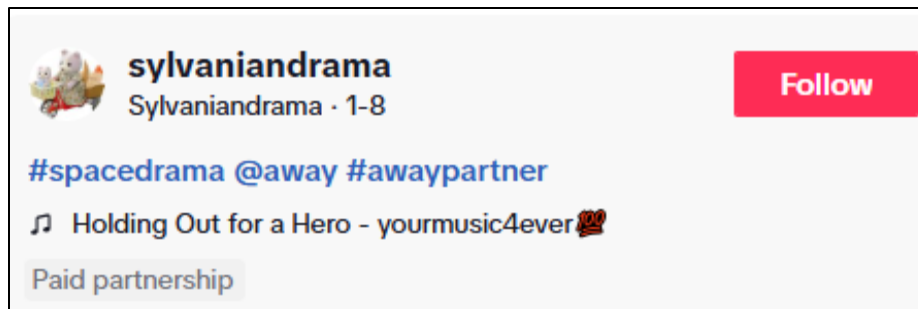 sylvaniandrama
Sylvaniandrama · 1-8
Follow
#spacedrama @away #awaypartner
♫ Holding Out for a Hero - yourmusic4ever💯
Paid partnership